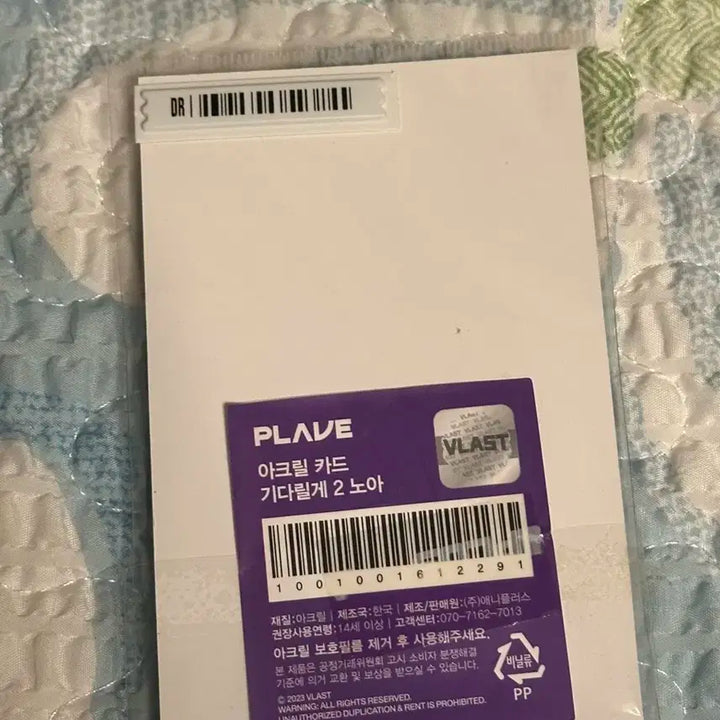 DR |
PLAVE
VLAST
아크릴 카드
기다릴게 2 노아
1001001612291
재질:아크릴 | 제조국:한국 | 제조/판매원:(주)애니플러스
권장사용연령:14세 이상 | 고객센터:070-7162-7013
아크릴 보호필름 제거 후 사용해주세요.
본 제품은 공정거래위원회 고시 소비자 분쟁해결
기준에 의거 교환 및 보상을 받으실 수 있습니다.
비닐류
PP
© 2023 VLAST
WARNING: ALL RIGHTS RESERVED.
UNAUTHORIZED DUPLICATION & RENT IS PROHIBITED.